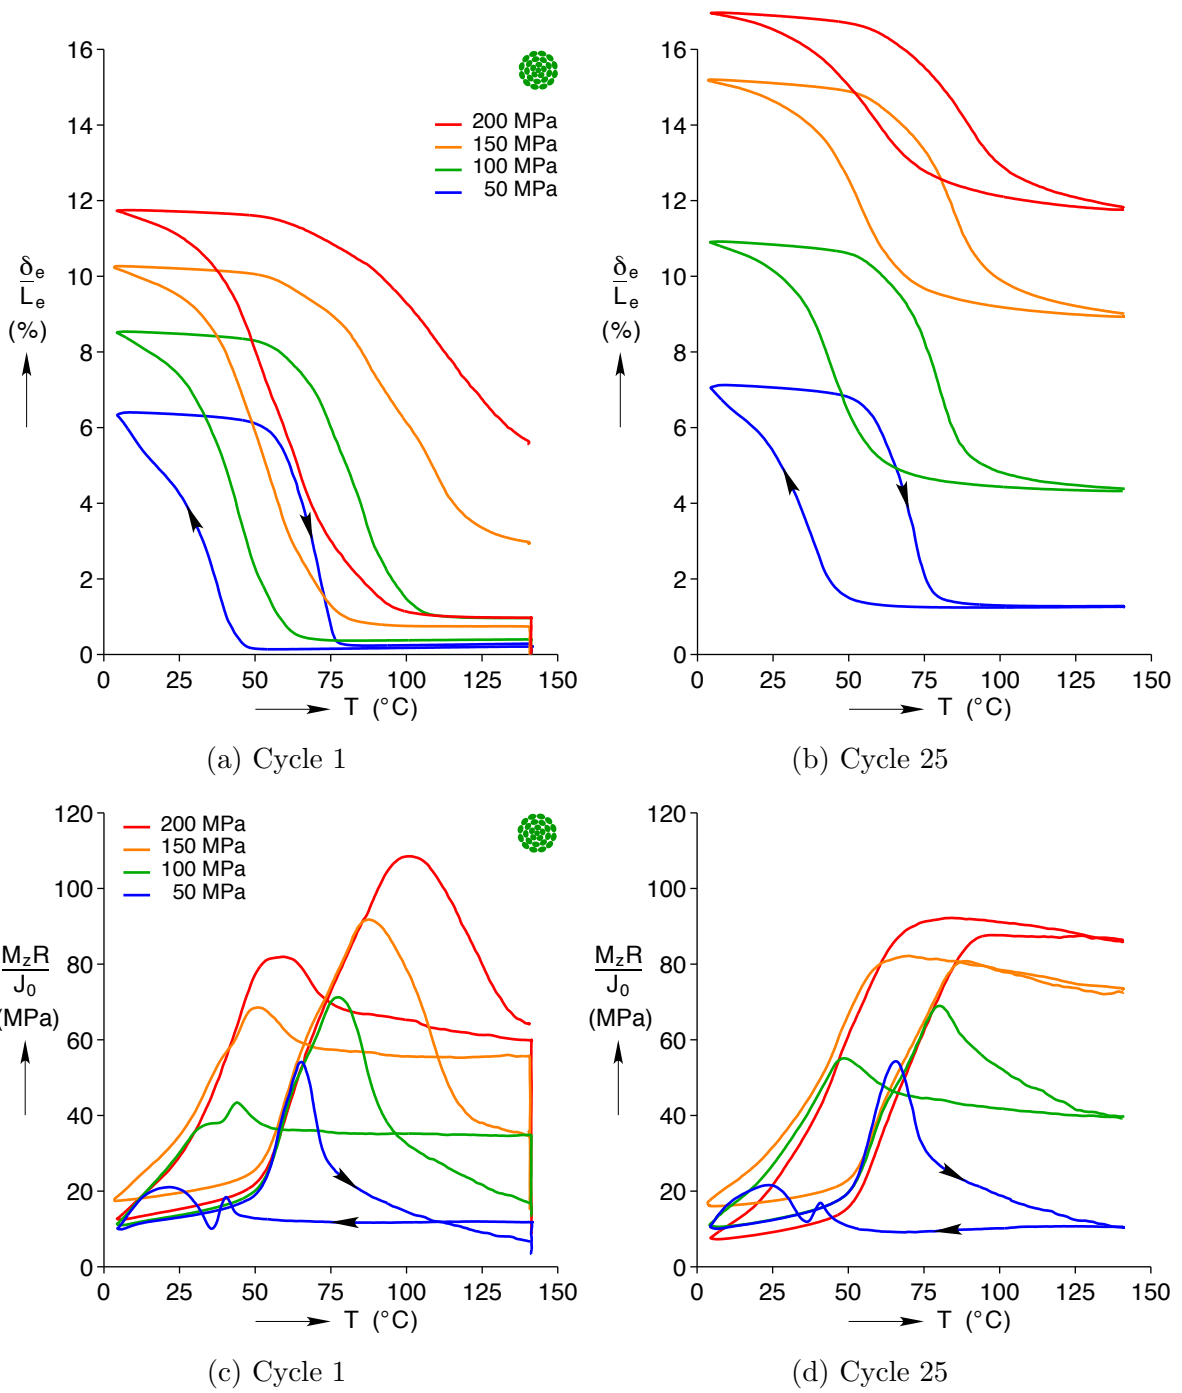 16
14
12
10
8
6
4
2
0
0 25 50 75 100 125 150
δe
Le
(%)
T (°C)
200 MPa
150 MPa
100 MPa
50 MPa
(a) Cycle 1
16
14
12
10
8
6
4
2
0
0 25 50 75 100 125 150
δe
Le
(%)
T (°C)
(b) Cycle 25
120
100
80
60
40
20
0
0 25 50 75 100 125 150
MzR
J0
(MPa)
T (°C)
200 MPa
150 MPa
100 MPa
50 MPa
(c) Cycle 1
120
100
80
60
40
20
0
0 25 50 75 100 125 150
MzR
J0
(MPa)
T (°C)
(d) Cycle 25